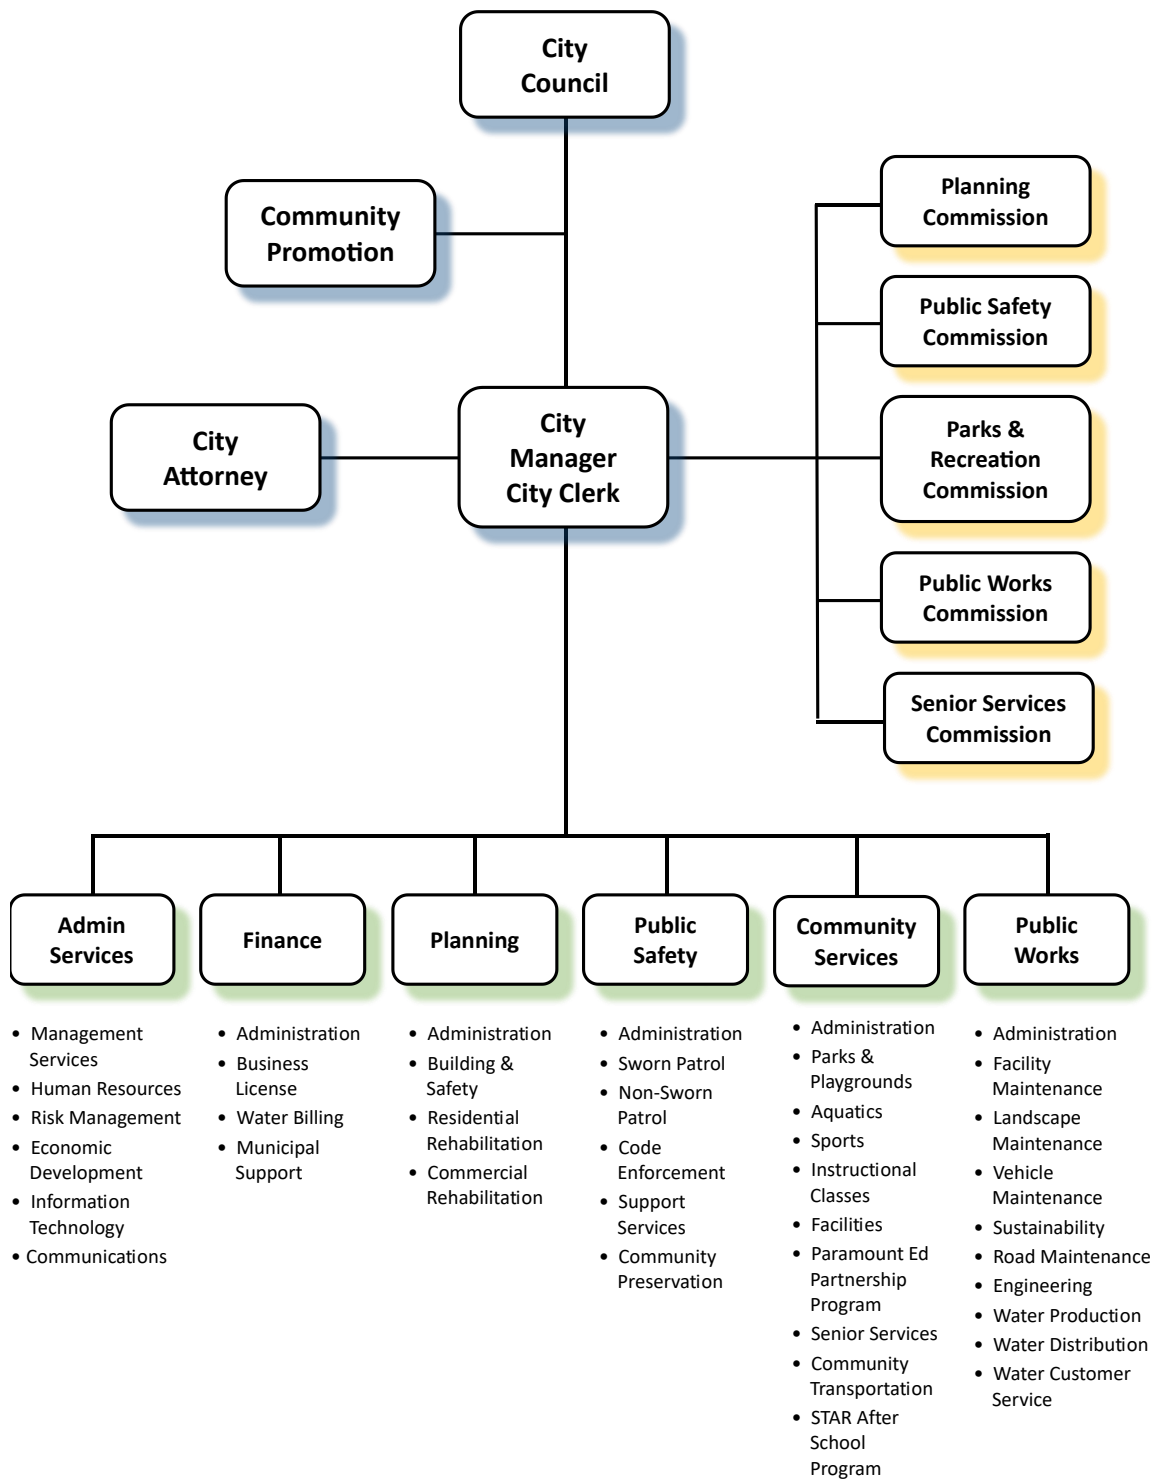 City
Council
Community
Promotion
City
Attorney
City
Manager
City Clerk
Planning
Commission
Public Safety
Commission
Parks &
Recreation
Commission
Public Works
Commission
Senior Services
Commission
Admin
Services
• Management
Services
• Human Resources
• Risk Management
• Economic
Development
• Information
Technology
• Communications
Finance
• Administration
• Business
License
• Water Billing
• Municipal
Support
Planning
• Administration
• Building &
Safety
• Residential
Rehabilitation
• Commercial
Rehabilitation
Public
Safety
• Administration
• Sworn Patrol
• Non-Sworn
Patrol
• Code
Enforcement
• Support
Services
• Community
Preservation
Community
Services
• Administration
• Parks &
Playgrounds
• Aquatics
• Sports
• Instructional
Classes
• Facilities
• Paramount Ed
Partnership
Program
• Senior Services
• Community
Transportation
• STAR After
School
Program
Public
Works
• Administration
• Facility
Maintenance
• Landscape
Maintenance
• Vehicle
Maintenance
• Sustainability
• Road Maintenance
• Engineering
• Water Production
• Water Distribution
• Water Customer
Service